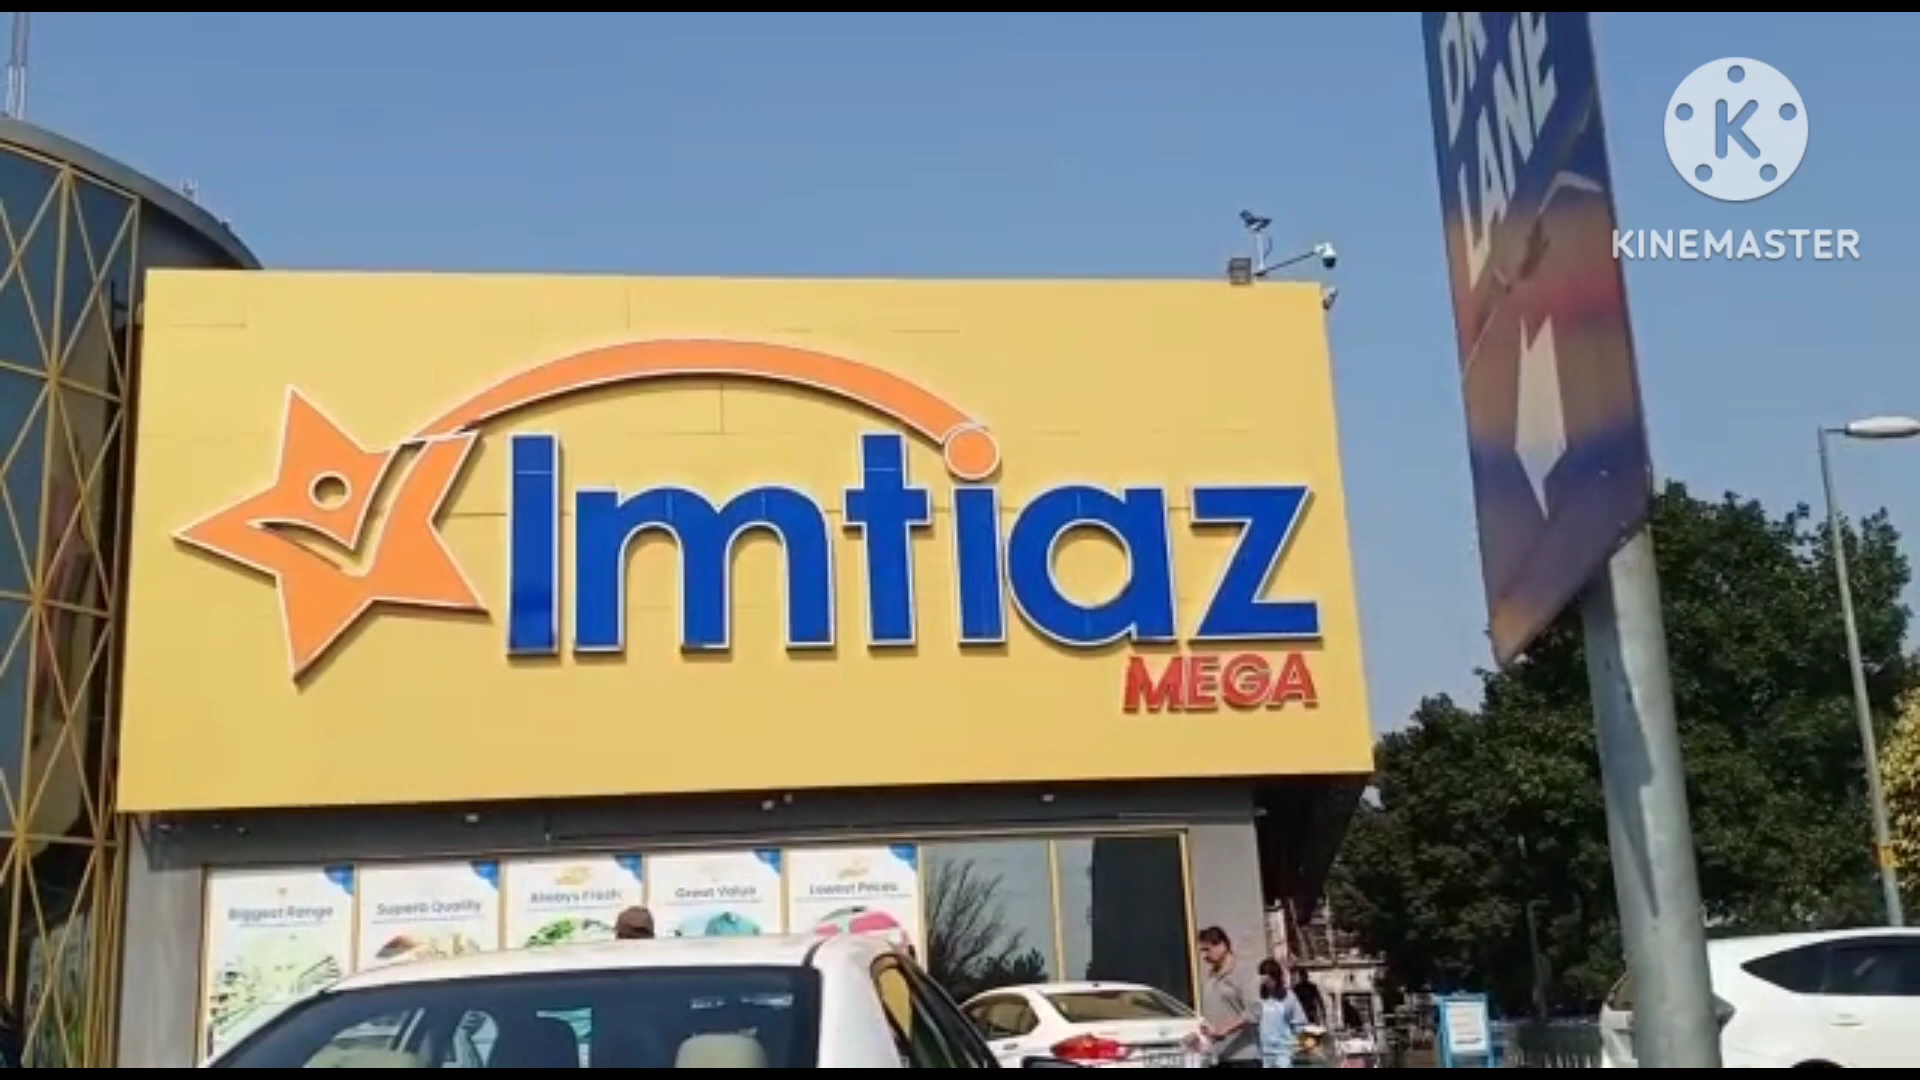 LANE
K
KINEMASTER
Imtiaz
MEGA
Biggest Range
Superb Quality
Always Fresh
Great Value
Lowest Prices